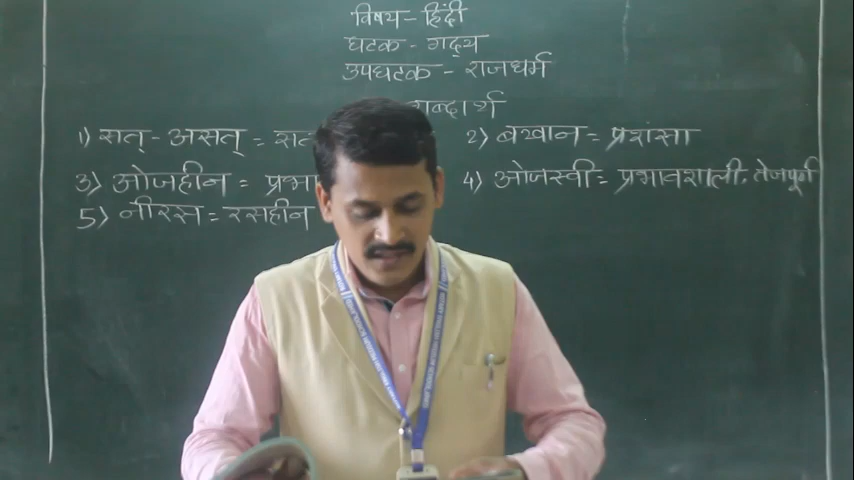 विषय - हिंदी
घटक - गद्य
उपघटक - राजधर्म
शब्दार्थ
1) सत् - असत् =
2) बखान = प्रशंसा
3) ओजहीन =
4) ओजस्वी = प्रभावशाली, तेजपूर्ण
5) नीरस = रसहीन